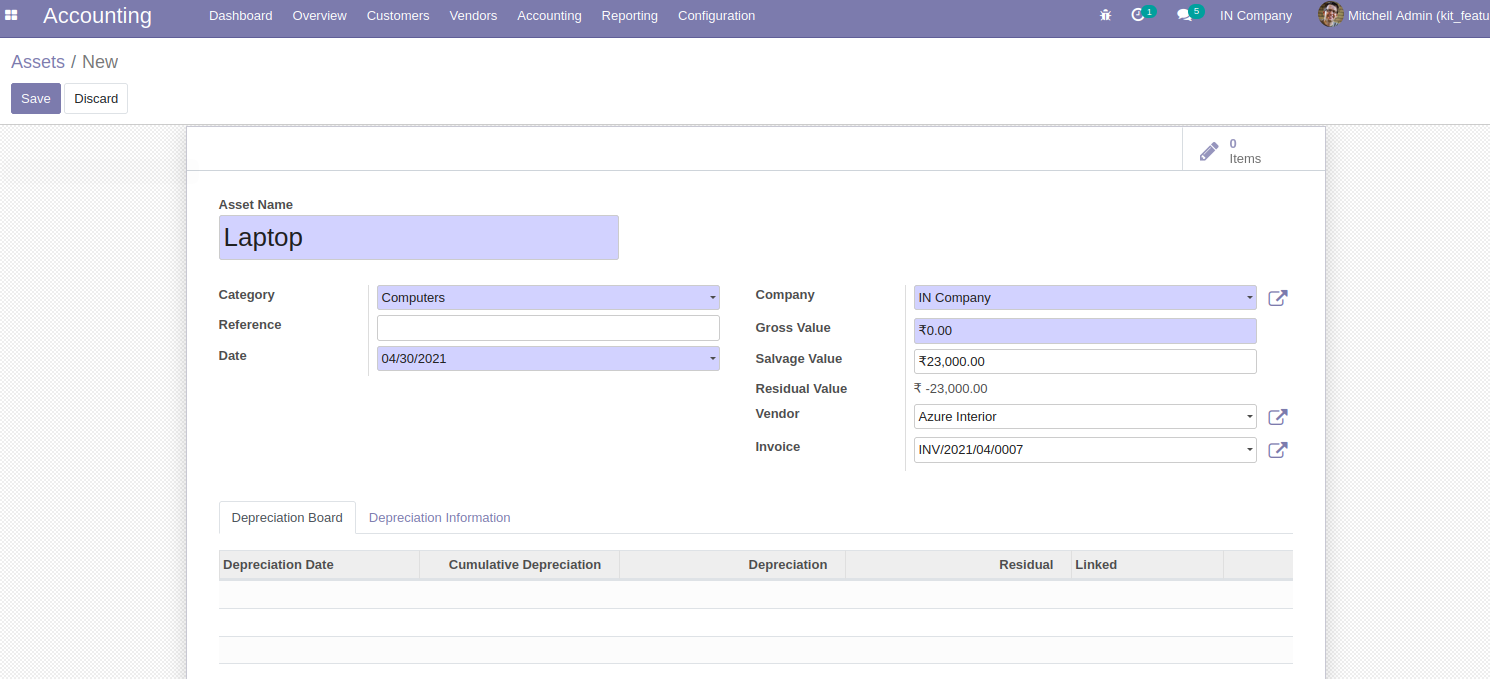 Accounting Dashboard Overview Customers Vendors Accounting Reporting Configuration 1 5 IN Company Mitchell Admin (kit_featu
Assets / New
Save Discard
0
Items
Asset Name
Laptop
Category Computers
Reference
Date 04/30/2021
Company IN Company
Gross Value ₹0.00
Salvage Value ₹23,000.00
Residual Value ₹ -23,000.00
Vendor Azure Interior
Invoice INV/2021/04/0007
Depreciation Board Depreciation Information
Depreciation Date Cumulative Depreciation Depreciation Residual Linked